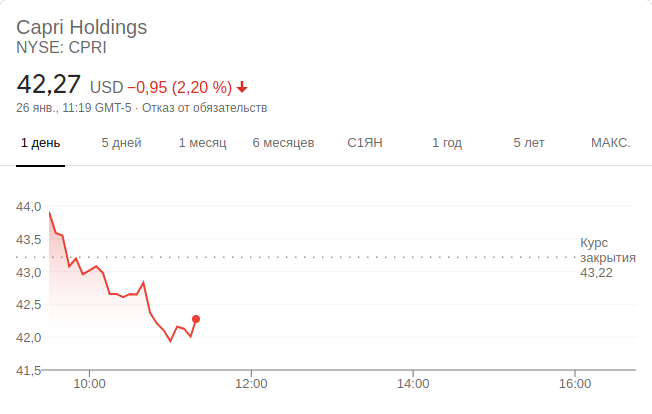 Capri Holdings
NYSE: CPRI
42,27 USD −0,95 (2,20 %)
26 янв., 11:19 GMT-5 · Отказ от обязательств
1 день 5 дней 1 месяц 6 месяцев С1ЯН 1 год 5 лет МАКС.
44,0
43,5
43,0
42,5
42,0
41,5
Курс
закрытия
43,22
10:00 12:00 14:00 16:00